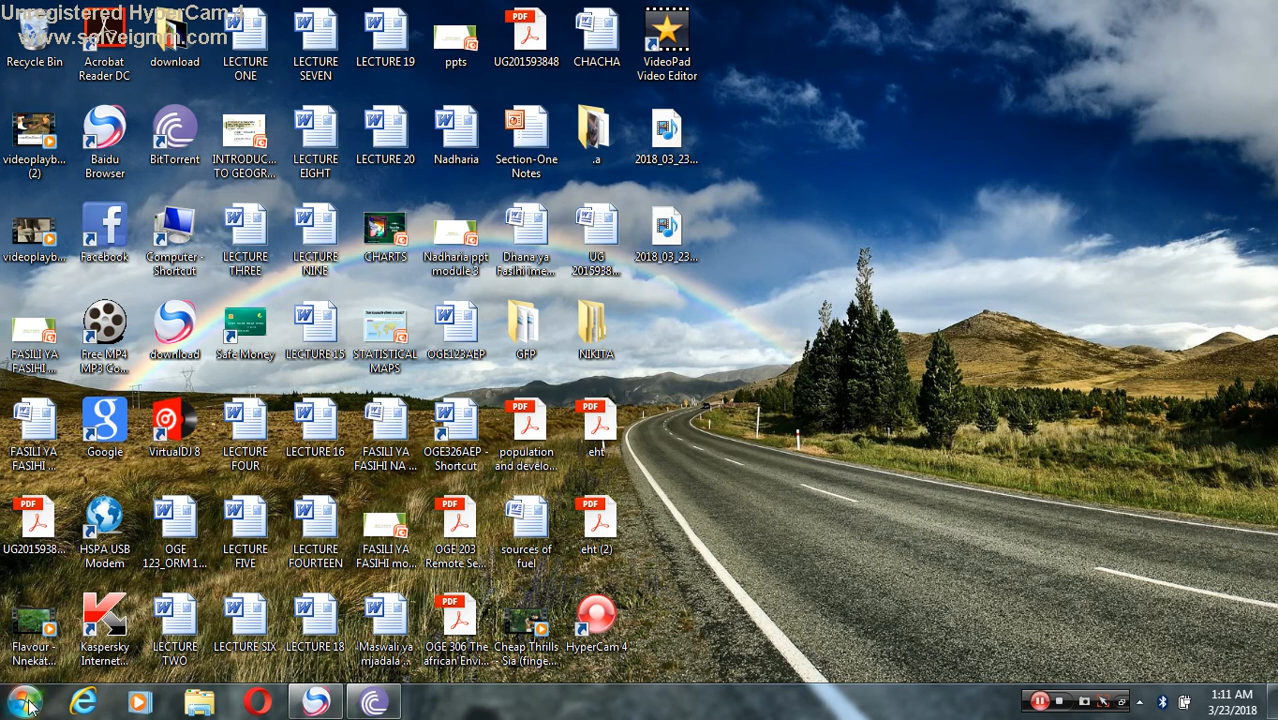 Unregistered HyperCam 4
www.solveigmm.com
Recycle Bin
Acrobat
Reader DC
download
LECTURE
ONE
LECTURE
SEVEN
LECTURE 19
ppts
UG201593848
CHACHA
VideoPad
Video Editor
videoplayb...
(2)
Baidu
Browser
BitTorrent
INTRODUC...
TO GEOGR...
LECTURE
EIGHT
LECTURE 20
Nadharia
Section-One
Notes
.a
2018_03_23...
videoplayb...
Facebook
Computer -
Shortcut
LECTURE
THREE
LECTURE
NINE
CHARTS
Nadharia ppt
module 3
Dhana ya
Fasihi ime...
UG
2015938...
2018_03_23...
FASILI YA
FASIHI ...
Free MP4
MP3 Co...
download
Safe Money
LECTURE 15
STATISTICAL
MAPS
OGE123AEP
GFP
NIKITA
FASILI YA
FASIHI ...
Google
VirtualDJ 8
LECTURE
FOUR
LECTURE 16
FASILI YA
FASIHI NA ...
OGE326AEP -
Shortcut
population
and develo...
eht
UG2015938...
HSPA USB
Modem
OGE
123_ORM 1...
LECTURE
FIVE
LECTURE
FOURTEEN
FASILI YA
FASIHI mo...
OGE 203
Remote Se...
sources of
fuel
eht (2)
Flavour -
Nnekat...
Kaspersky
Internet...
LECTURE
TWO
LECTURE SIX
LECTURE 18
Maswali ya
mjadala ...
OGE 306 The
african Envi...
Cheap Thrills
- Sia (finge...
HyperCam 4
1:11 AM
3/23/2018